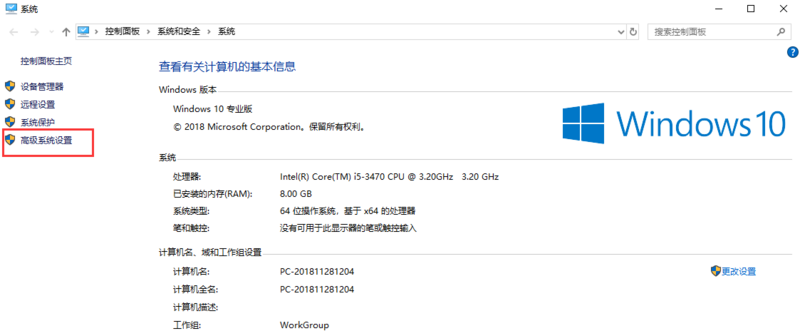 系统
控制面板 系统和安全 系统
搜索控制面板
控制面板主页
设备管理器
远程设置
系统保护
高级系统设置
查看有关计算机的基本信息
Windows 版本
Windows 10 专业版
© 2018 Microsoft Corporation。保留所有权利。
Windows 10
系统
处理器: Intel(R) Core(TM) i5-3470 CPU @ 3.20GHz 3.20 GHz
已安装的内存(RAM): 8.00 GB
系统类型: 64 位操作系统，基于 x64 的处理器
笔和触控: 没有可用于此显示器的笔或触控输入
计算机名、域和工作组设置
计算机名: PC-201811281204
更改设置
计算机全名: PC-201811281204
计算机描述:
工作组: WorkGroup